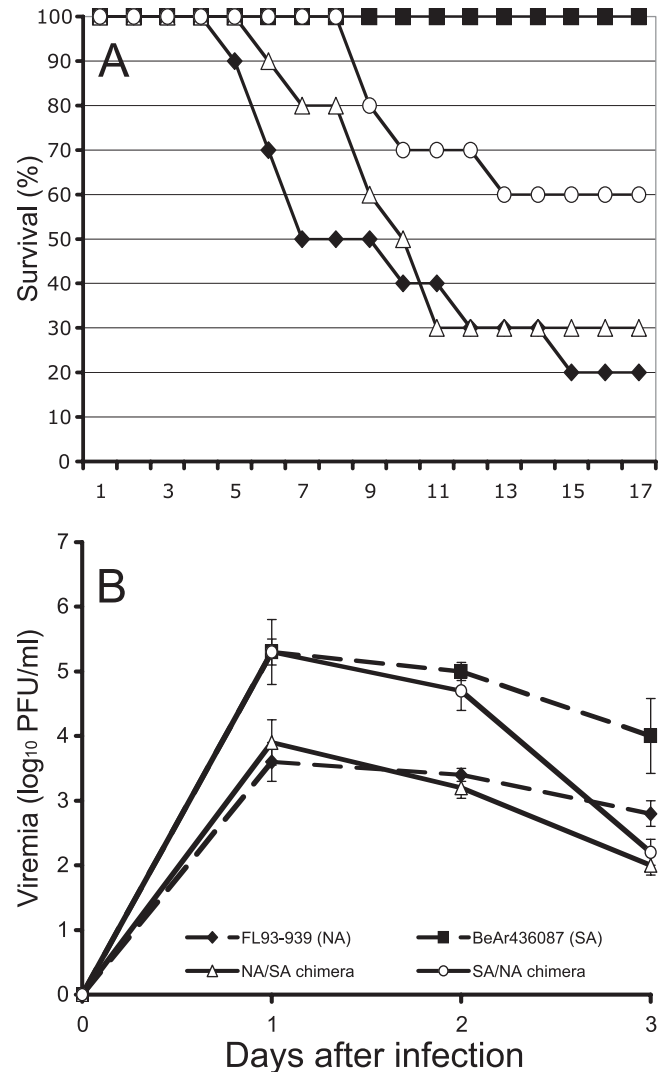 100
90
80
70
60
50
40
30
20
10
0
A
Survival (%)
1 3 5 7 9 11 13 15 17
7
6
5
4
3
2
1
0
B
Viremia (log₁₀ PFU/ml)
FL93-939 (NA) BeAr436087 (SA)
NA/SA chimera SA/NA chimera
0 1 2 3
Days after infection